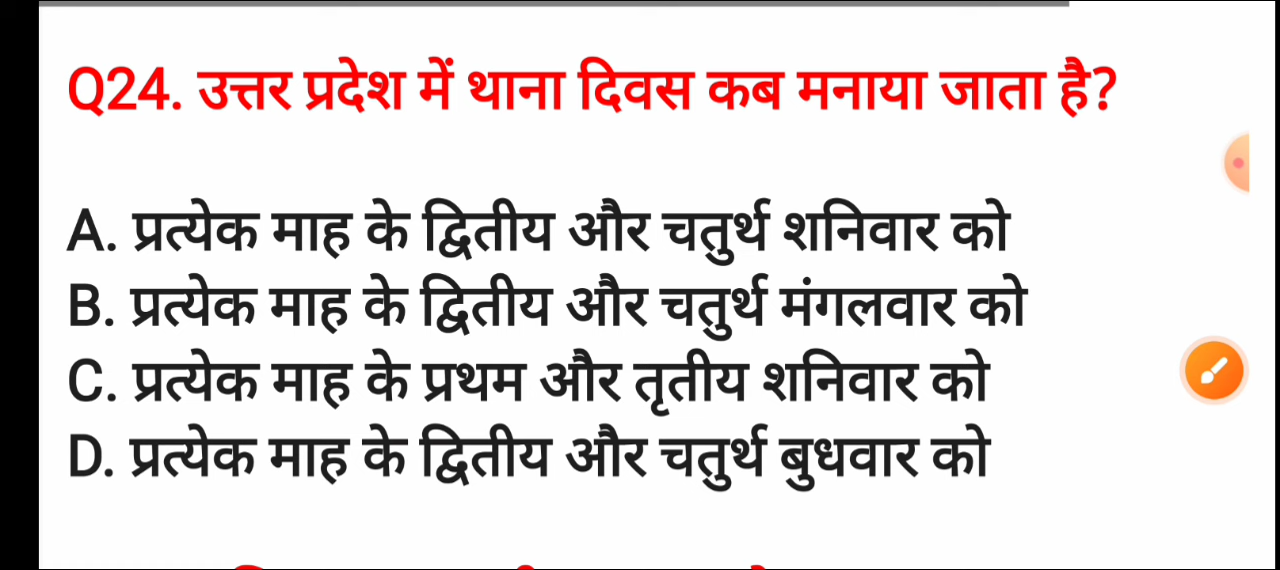 Q24. उत्तर प्रदेश में थाना दिवस कब मनाया जाता है?
A. प्रत्येक माह के द्वितीय और चतुर्थ शनिवार को
B. प्रत्येक माह के द्वितीय और चतुर्थ मंगलवार को
C. प्रत्येक माह के प्रथम और तृतीय शनिवार को
D. प्रत्येक माह के द्वितीय और चतुर्थ बुधवार को